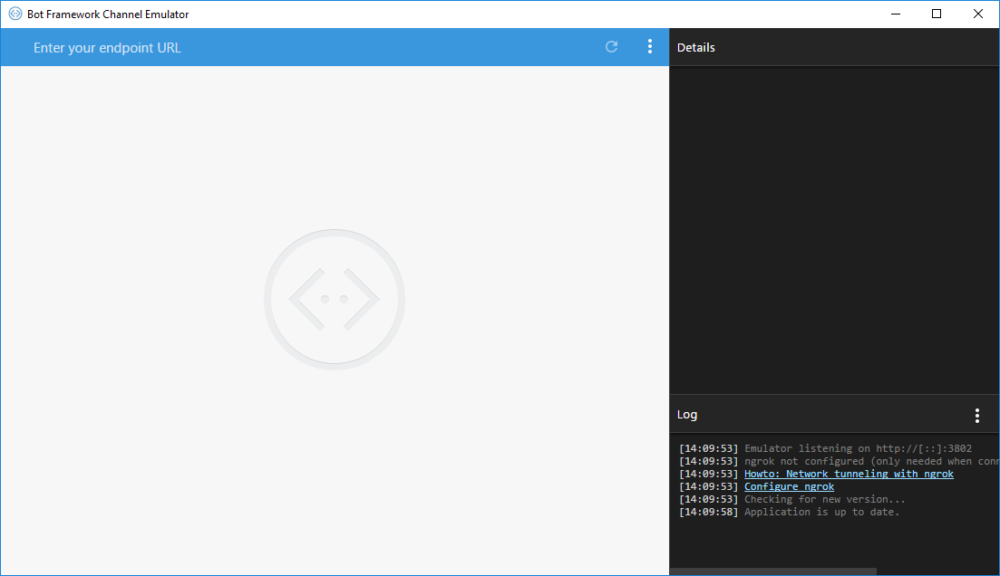 Bot Framework Channel Emulator
Enter your endpoint URL
Details
Log
[14:09:53] Emulator listening on http://[::]:3802
[14:09:53] ngrok not configured (only needed when conn
[14:09:53] Howto: Network tunneling with ngrok
[14:09:53] Configure ngrok
[14:09:53] Checking for new version...
[14:09:58] Application is up to date.